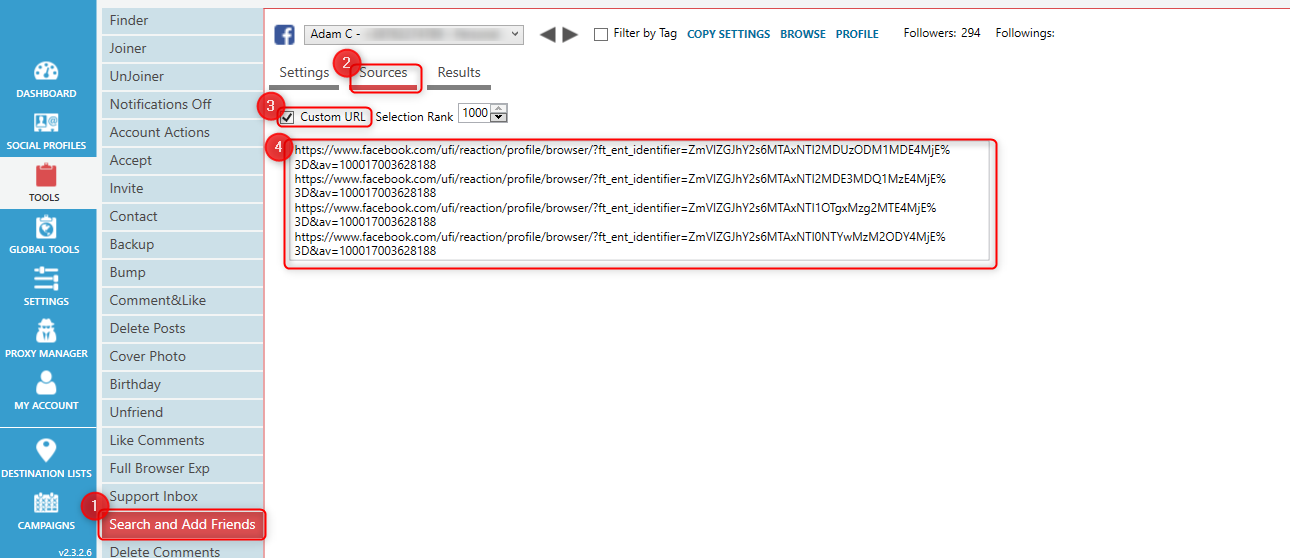 DASHBOARD
SOCIAL PROFILES
TOOLS
GLOBAL TOOLS
SETTINGS
PROXY MANAGER
MY ACCOUNT
DESTINATION LISTS
CAMPAIGNS
v2.3.2.6
Finder
Joiner
UnJoiner
Notifications Off
Account Actions
Accept
Invite
Contact
Backup
Bump
Comment&Like
Delete Posts
Cover Photo
Birthday
Unfriend
Like Comments
Full Browser Exp
Support Inbox
1
Search and Add Friends
Delete Comments
Adam C -
Filter by Tag COPY SETTINGS BROWSE PROFILE Followers: 294 Followings:
2
Settings Sources Results
3
Custom URL Selection Rank 1000
4
https://www.facebook.com/ufi/reaction/profile/browser/?ft_ent_identifier=ZmVlZGJhY2s6MTAxNTI2MDUzODM1MDE4MjE%
3D&av=100017003628188
https://www.facebook.com/ufi/reaction/profile/browser/?ft_ent_identifier=ZmVlZGJhY2s6MTAxNTI2MDE3MDQ1MzE4MjE%
3D&av=100017003628188
https://www.facebook.com/ufi/reaction/profile/browser/?ft_ent_identifier=ZmVlZGJhY2s6MTAxNTI1OTgxMzg2MTE4MjE%
3D&av=100017003628188
https://www.facebook.com/ufi/reaction/profile/browser/?ft_ent_identifier=ZmVlZGJhY2s6MTAxNTI0NTYwMzM2ODY4MjE%
3D&av=100017003628188